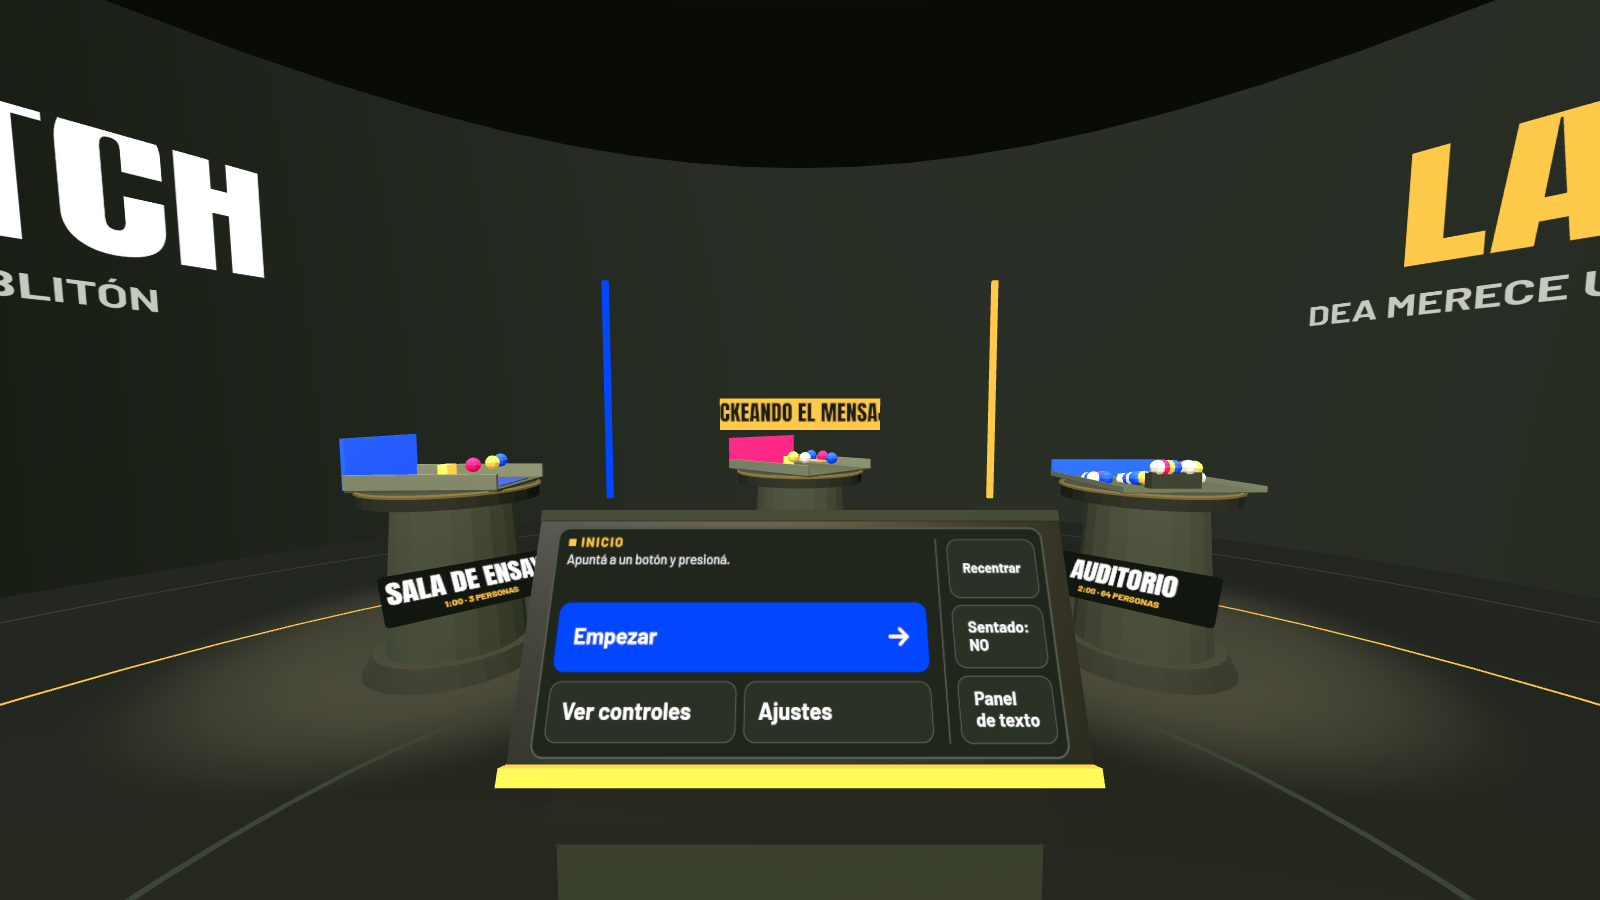 TCH
BLITÓN
LA
DEA MERECE U
CKEANDO EL MENSA
SALA DE ENSA
1:00 · 3 PERSONAS
AUDITORIO
2:00 · 64 PERSONAS
INICIO
Apuntá a un botón y presioná.
Empezar
Ver controles
Ajustes
Recentrar
Sentado:
NO
Panel
de texto